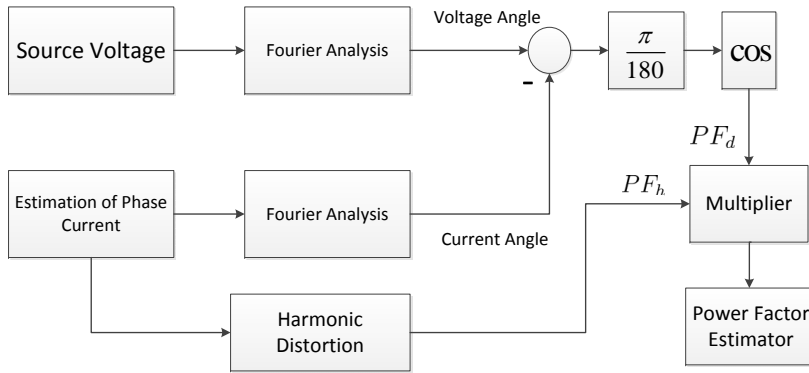 Voltage Angle
Source Voltage
Fourier Analysis
-
π
180
cos
PF_d
Estimation of Phase
Current
Fourier Analysis
Current Angle
PF_h
Multiplier
Harmonic
Distortion
Power Factor
Estimator